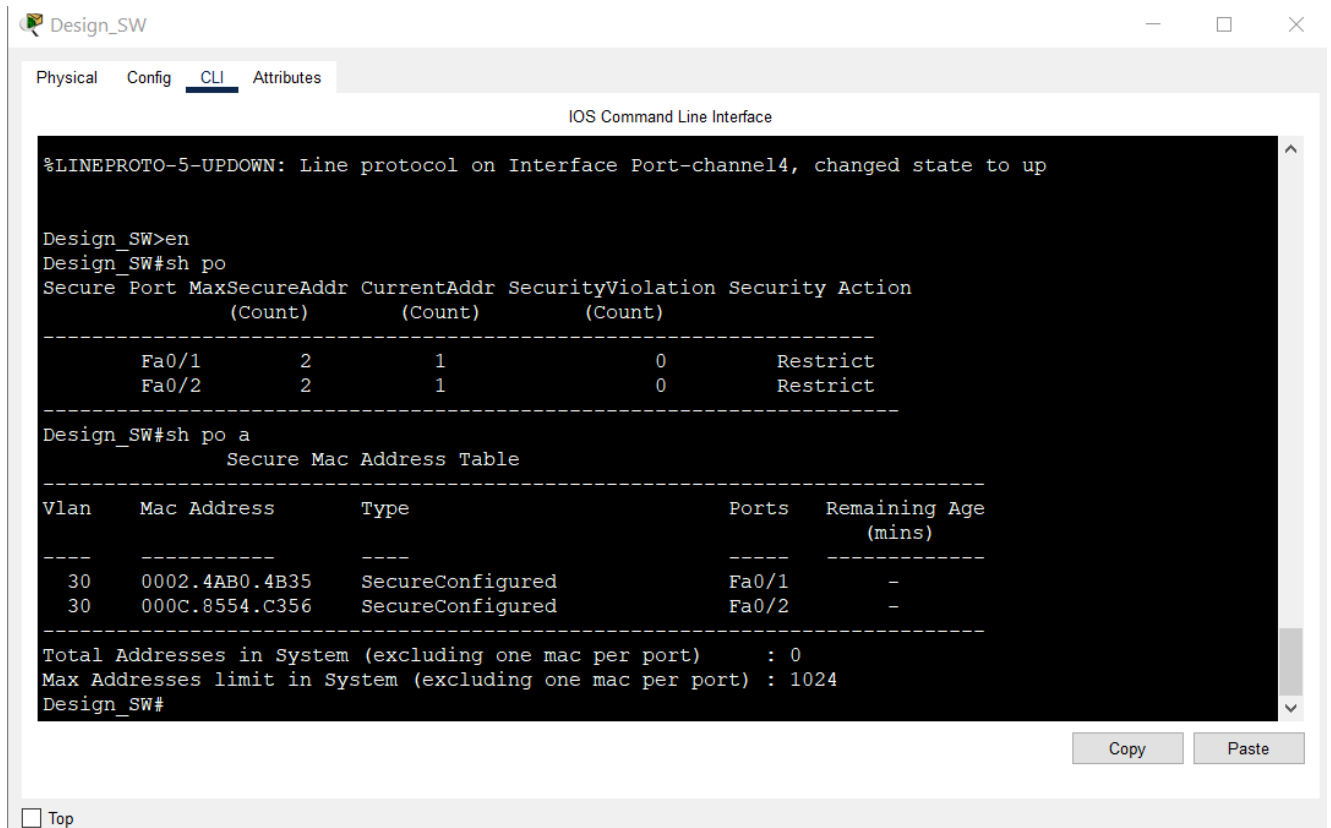 Design_SW
Physical Config CLI Attributes
IOS Command Line Interface
%LINEPROTO-5-UPDOWN: Line protocol on Interface Port-channel4, changed state to up
Design_SW>en
Design_SW#sh po
Secure Port MaxSecureAddr CurrentAddr SecurityViolation Security Action
(Count) (Count) (Count)
--------------------------------------------------------------------
Fa0/1 2 1 0 Restrict
Fa0/2 2 1 0 Restrict
----------------------------------------------------------------------
Design_SW#sh po a
Secure Mac Address Table
-----------------------------------------------------------------------------
Vlan Mac Address Type Ports Remaining Age
(mins)
---- ----------- ---- ----- -------------
30 0002.4AB0.4B35 SecureConfigured Fa0/1 -
30 000C.8554.C356 SecureConfigured Fa0/2 -
-----------------------------------------------------------------------------
Total Addresses in System (excluding one mac per port) : 0
Max Addresses limit in System (excluding one mac per port) : 1024
Design_SW#
Copy Paste
Top